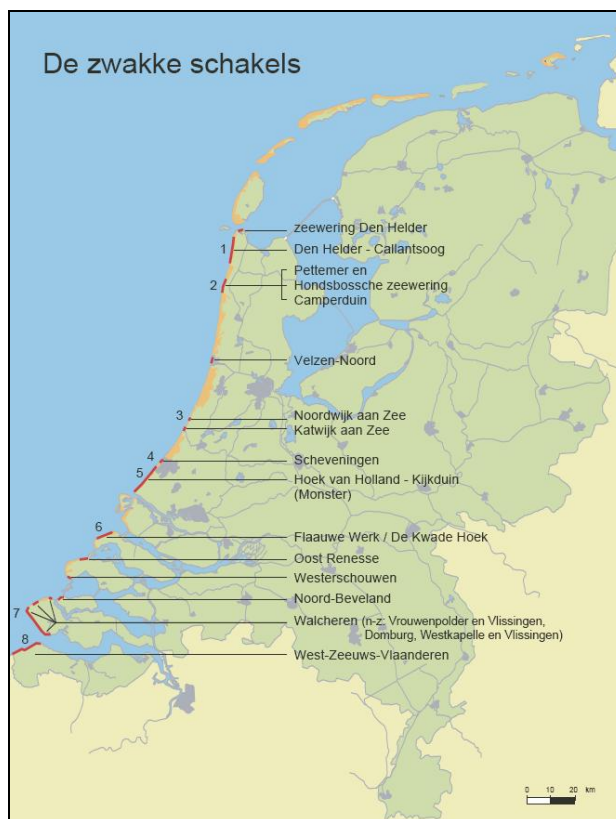 De zwakke schakels
zeewering Den Helder
1
Den Helder - Callantsoog
Pettemer en
2
Hondsbossche zeewering
Camperduin
Velzen-Noord
3
Noordwijk aan Zee
Katwijk aan Zee
4
Scheveningen
5
Hoek van Holland - Kijkduin
(Monster)
6
Flaauwe Werk / De Kwade Hoek
Oost Renesse
Westerschouwen
Noord-Beveland
7
Walcheren (n-z: Vrouwenpolder en Vlissingen,
Domburg, Westkapelle en Vlissingen)
8
West-Zeeuws-Vlaanderen
0 10 20 km